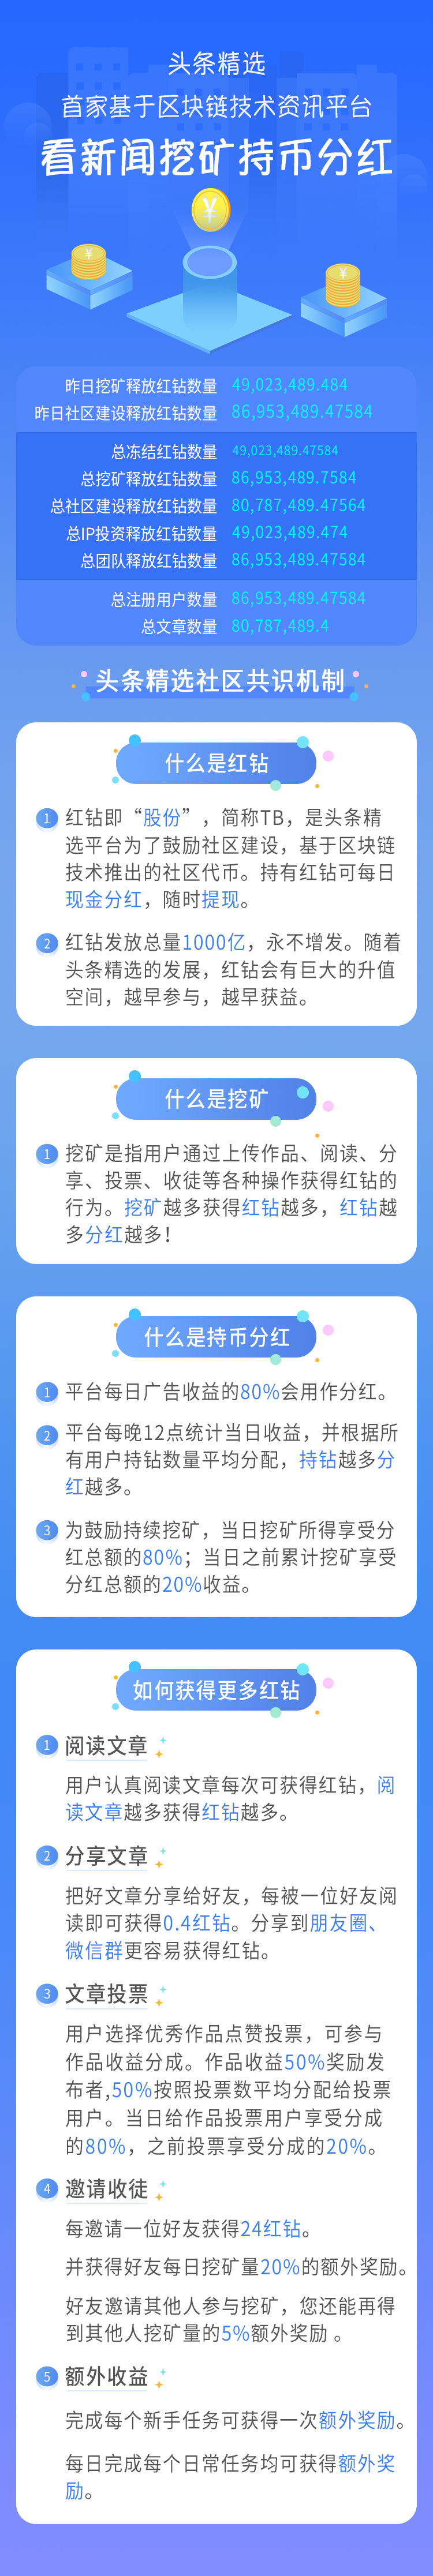 头条精选
首家基于区块链技术资讯平台
看新闻挖矿持币分红
¥
¥
¥
昨日挖矿释放红钻数量 49,023,489.484
昨日社区建设释放红钻数量 86,953,489.47584
总冻结红钻数量 49,023,489.47584
总挖矿释放红钻数量 86,953,489.7584
总社区建设释放红钻数量 80,787,489.47564
总IP投资释放红钻数量 49,023,489.474
总团队释放红钻数量 86,953,489.47584
总注册用户数量 86,953,489.47584
总文章数量 80,787,489.4
头条精选社区共识机制
什么是红钻
1 红钻即“股份”，简称TB，是头条精
选平台为了鼓励社区建设，基于区块链
技术推出的社区代币。持有红钻可每日
现金分红，随时提现。
2 红钻发放总量1000亿，永不增发。随着
头条精选的发展，红钻会有巨大的升值
空间，越早参与，越早获益。
什么是挖矿
1 挖矿是指用户通过上传作品、阅读、分
享、投票、收徒等各种操作获得红钻的
行为。挖矿越多获得红钻越多，红钻越
多分红越多！
什么是持币分红
1 平台每日广告收益的80%会用作分红。
2 平台每晚12点统计当日收益，并根据所
有用户持钻数量平均分配，持钻越多分
红越多。
3 为鼓励持续挖矿，当日挖矿所得享受分
红总额的80%；当日之前累计挖矿享受
分红总额的20%收益。
如何获得更多红钻
1 阅读文章
用户认真阅读文章每次可获得红钻，阅
读文章越多获得红钻越多。
2 分享文章
把好文章分享给好友，每被一位好友阅
读即可获得0.4红钻。分享到朋友圈、
微信群更容易获得红钻。
3 文章投票
用户选择优秀作品点赞投票，可参与
作品收益分成。作品收益50%奖励发
布者,50%按照投票数平均分配给投票
用户。当日给作品投票用户享受分成
的80%，之前投票享受分成的20%。
4 邀请收徒
每邀请一位好友获得24红钻。
并获得好友每日挖矿量20%的额外奖励。
好友邀请其他人参与挖矿，您还能再得
到其他人挖矿量的5%额外奖励 。
5 额外收益
完成每个新手任务可获得一次额外奖励。
每日完成每个日常任务均可获得额外奖
励。